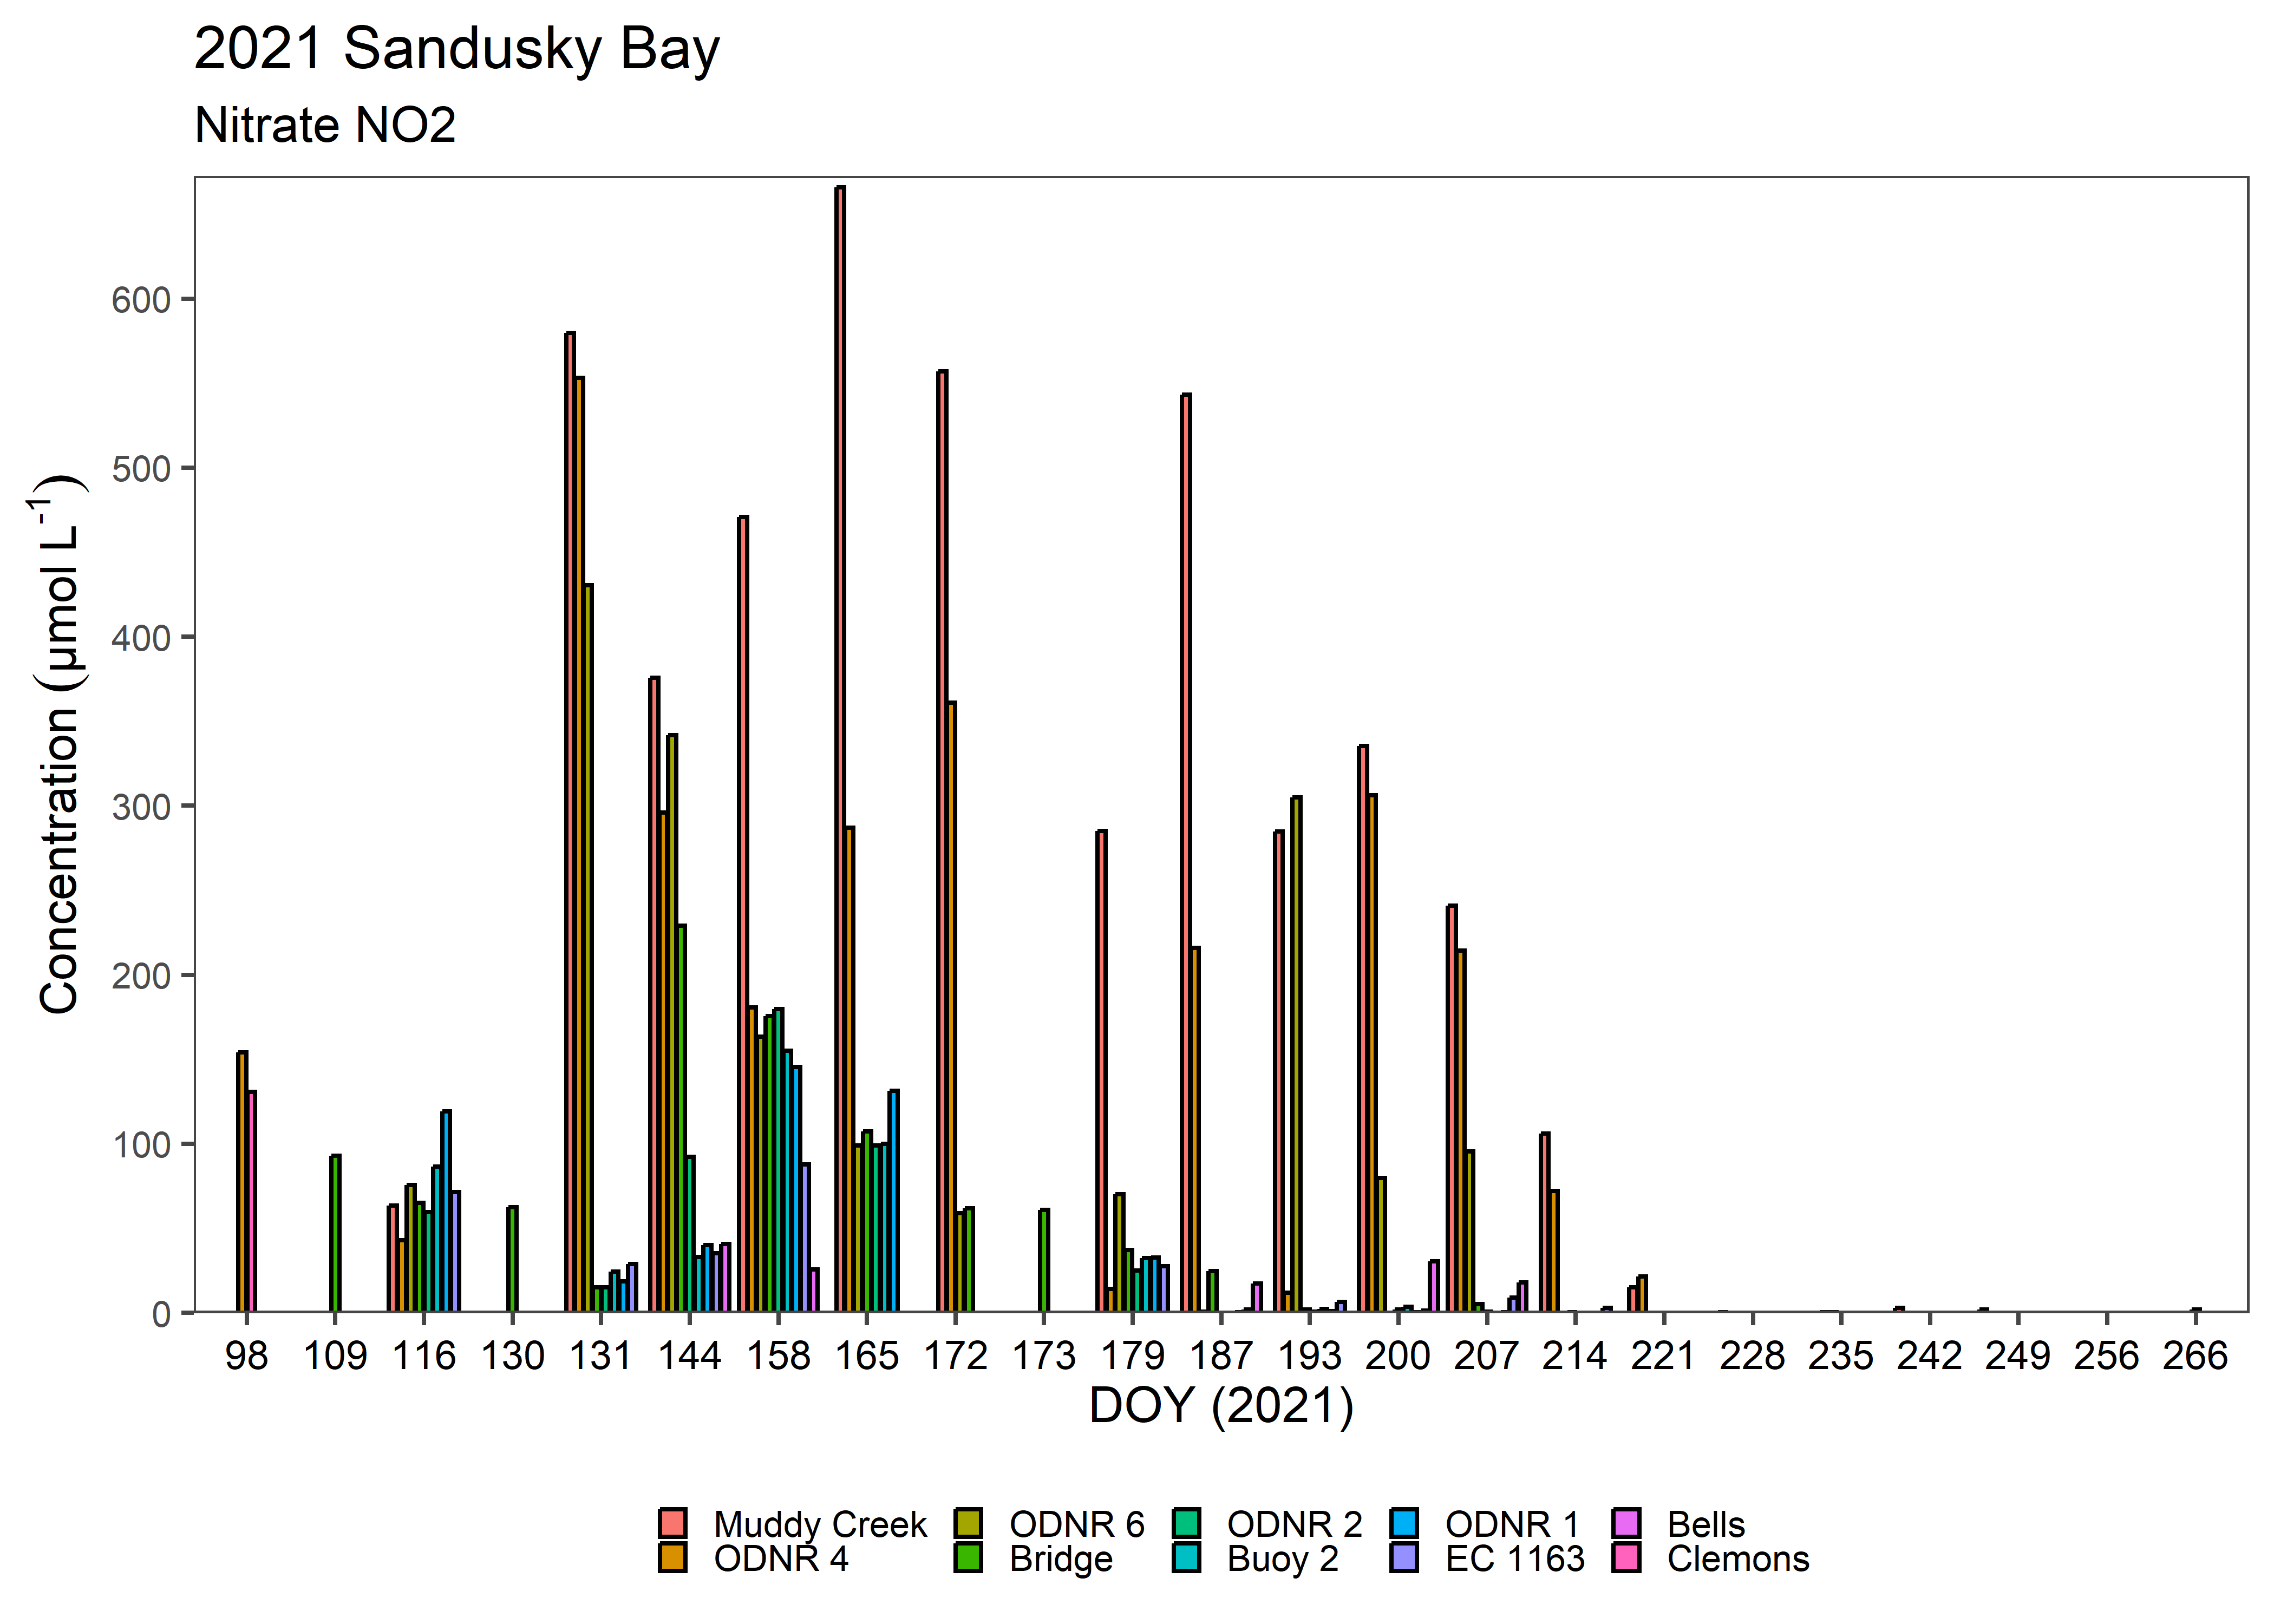 2021 Sandusky Bay
Nitrate NO2
Concentration (µmol L⁻¹)
600
500
400
300
200
100
0
98 109 116 130 131 144 158 165 172 173 179 187 193 200 207 214 221 228 235 242 249 256 266
DOY (2021)
Muddy Creek ODNR 6 ODNR 2 ODNR 1 Bells
ODNR 4 Bridge Buoy 2 EC 1163 Clemons